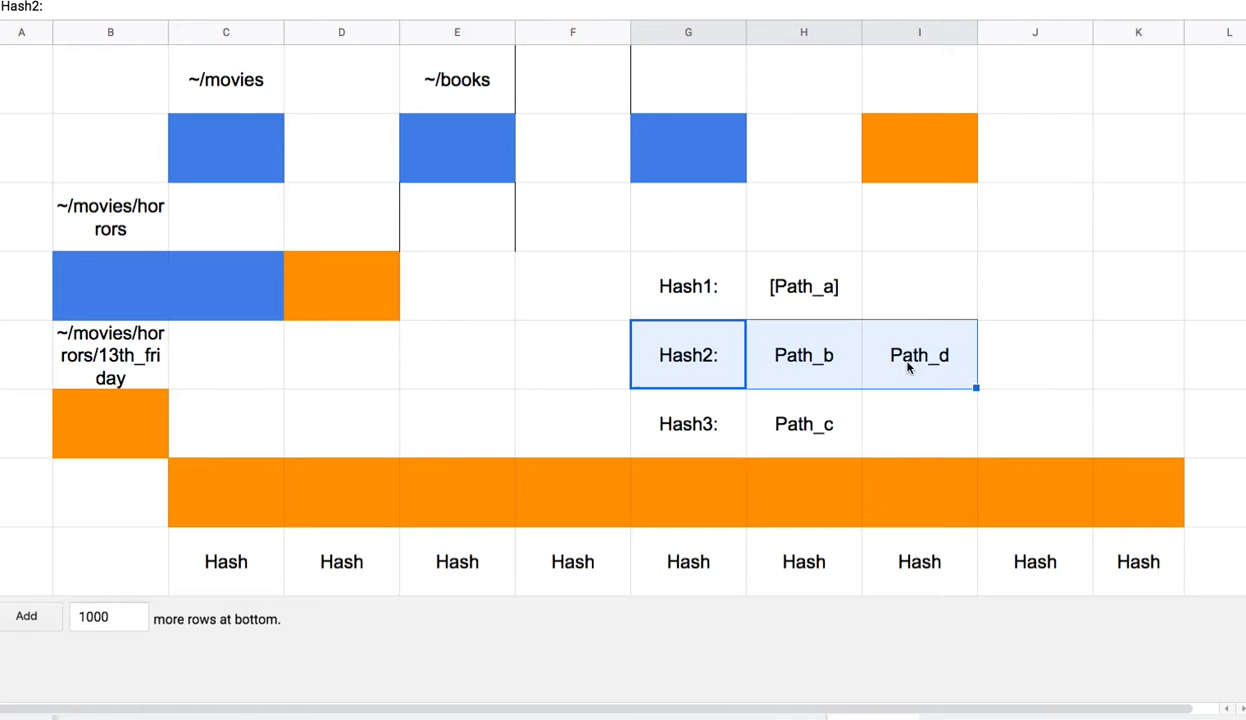 Hash2:
A B C D E F G H I J K L
~/movies ~/books
~/movies/hor
rors
Hash1: [Path_a]
~/movies/hor
rors/13th_fri
day
Hash2: Path_b Path_d
Hash3: Path_c
Hash Hash Hash Hash Hash Hash Hash Hash Hash
Add 1000 more rows at bottom.